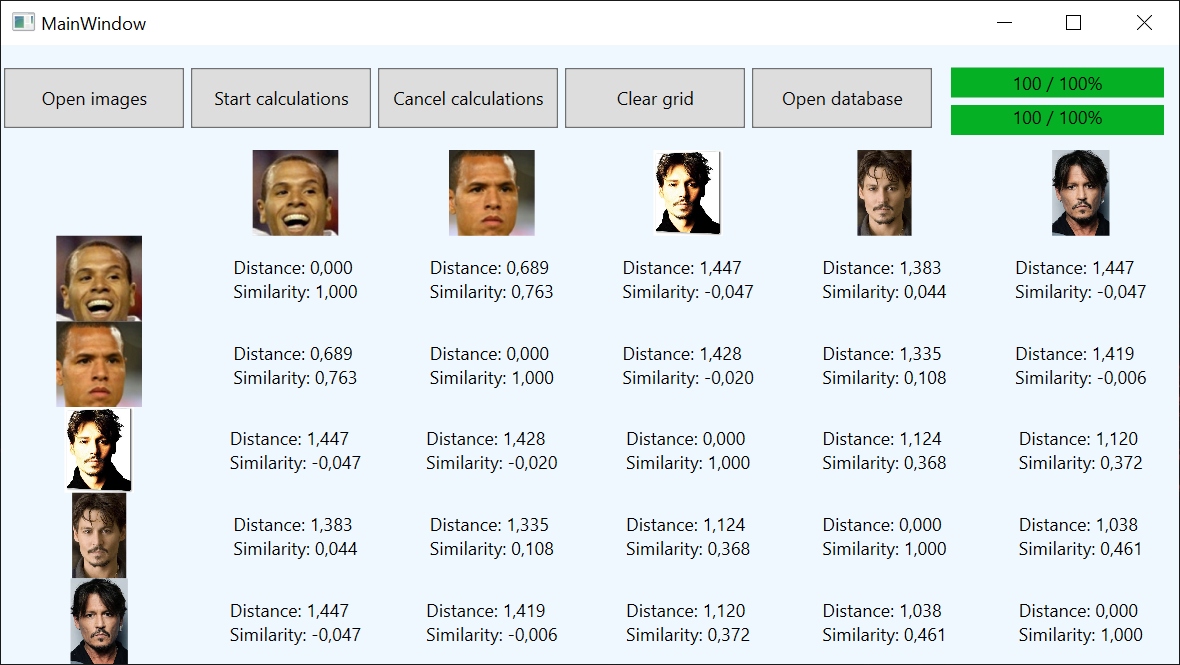 MainWindow
Open images
Start calculations
Cancel calculations
Clear grid
Open database
100 / 100%
100 / 100%
Distance: 0,000
Similarity: 1,000
Distance: 0,689
Similarity: 0,763
Distance: 1,447
Similarity: -0,047
Distance: 1,383
Similarity: 0,044
Distance: 1,447
Similarity: -0,047
Distance: 0,689
Similarity: 0,763
Distance: 0,000
Similarity: 1,000
Distance: 1,428
Similarity: -0,020
Distance: 1,335
Similarity: 0,108
Distance: 1,419
Similarity: -0,006
Distance: 1,447
Similarity: -0,047
Distance: 1,428
Similarity: -0,020
Distance: 0,000
Similarity: 1,000
Distance: 1,124
Similarity: 0,368
Distance: 1,120
Similarity: 0,372
Distance: 1,383
Similarity: 0,044
Distance: 1,335
Similarity: 0,108
Distance: 1,124
Similarity: 0,368
Distance: 0,000
Similarity: 1,000
Distance: 1,038
Similarity: 0,461
Distance: 1,447
Similarity: -0,047
Distance: 1,419
Similarity: -0,006
Distance: 1,120
Similarity: 0,372
Distance: 1,038
Similarity: 0,461
Distance: 0,000
Similarity: 1,000